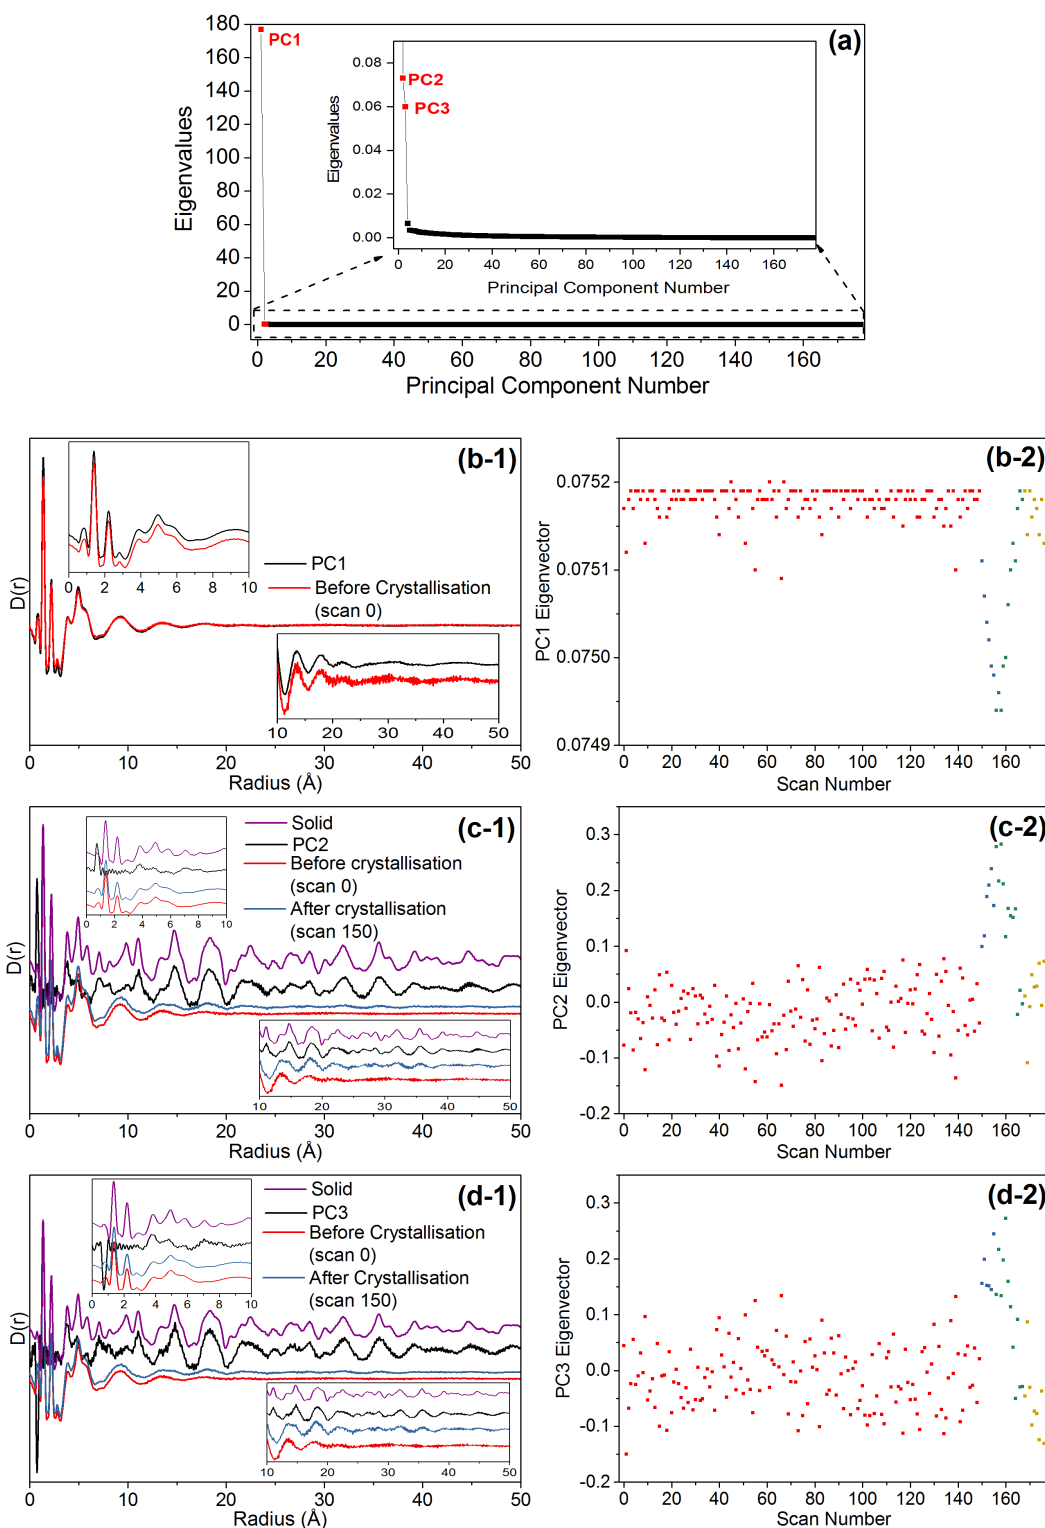 (a)
180
160
140
120
100
80
60
40
20
0
Eigenvalues
PC1
0.08
0.06
0.04
0.02
0.00
Eigenvalues
PC2
PC3
0 20 40 60 80 100 120 140 160
Principal Component Number
0 20 40 60 80 100 120 140 160
Principal Component Number
(b-1)
D(r)
0 2 4 6 8 10
PC1
Before Crystallisation
(scan 0)
10 20 30 40 50
0 10 20 30 40 50
Radius (Å)
(b-2)
0.0752
0.0751
0.0750
0.0749
PC1 Eigenvector
0 20 40 60 80 100 120 140 160
Scan Number
(c-1)
D(r)
0 2 4 6 8 10
Solid
PC2
Before crystallisation
(scan 0)
After crystallisation
(scan 150)
10 20 30 40 50
0 10 20 30 40 50
Radius (Å)
(c-2)
0.3
0.2
0.1
0.0
-0.1
-0.2
PC2 Eigenvector
0 20 40 60 80 100 120 140 160
Scan Number
(d-1)
D(r)
0 2 4 6 8 10
Solid
PC3
Before Crystallisation
(scan 0)
After Crystallisation
(scan 150)
10 20 30 40 50
0 10 20 30 40 50
Radius (Å)
(d-2)
0.3
0.2
0.1
0.0
-0.1
-0.2
PC3 Eigenvector
0 20 40 60 80 100 120 140 160
Scan Number